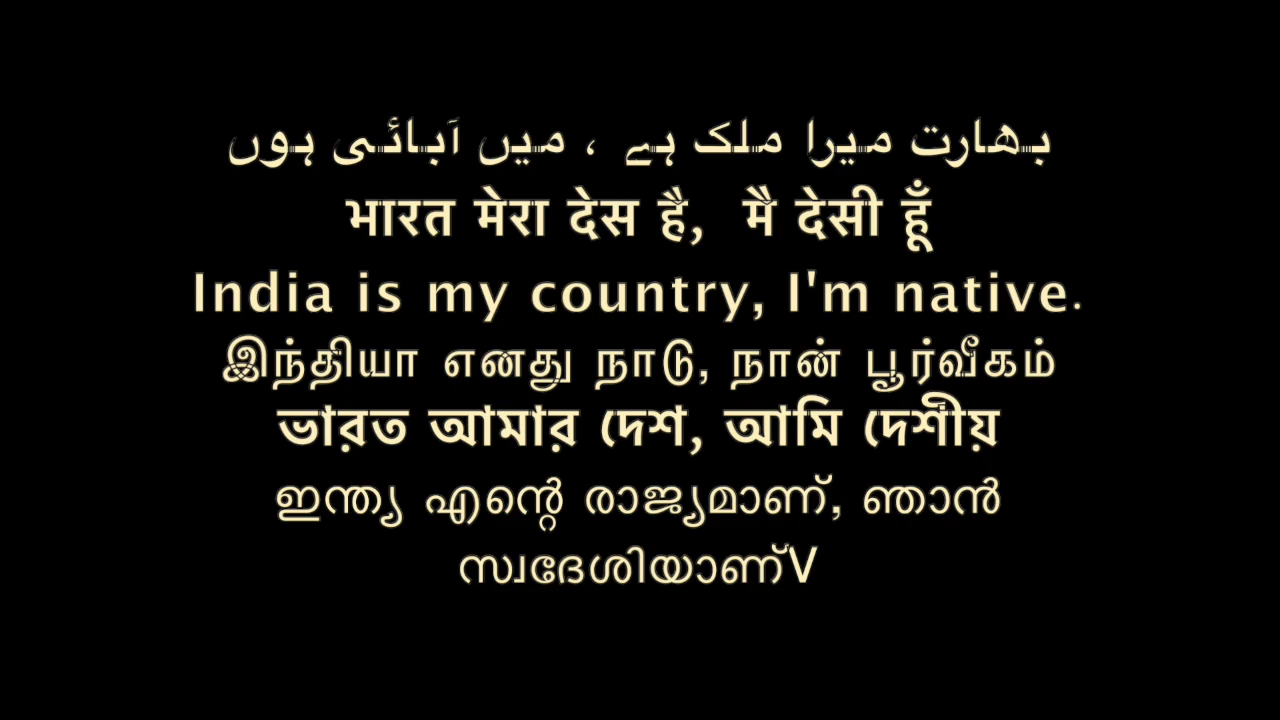 بھارت میرا ملک ہے ، میں آبائی ہوں
भारत मेरा देस है, मै देसी हूँ
India is my country, I'm native.
இந்தியா எனது நாடு, நான் பூர்வீகம்
ভারত আমার দেশ, আমি দেশীয়
ഇന്ത്യ എന്റെ രാജ്യമാണ്, ഞാൻ
സ്വദേശിയാണ്V